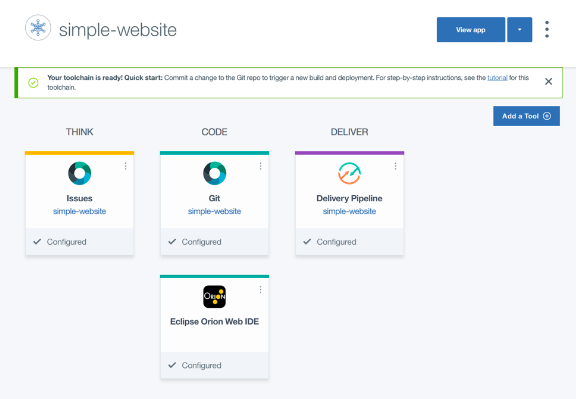 simple-website
View app
Your toolchain is ready! Quick start: Commit a change to the Git repo to trigger a new build and deployment. For step-by-step instructions, see the tutorial for this
toolchain.
Add a Tool
THINK
CODE
DELIVER
Issues
simple-website
Configured
Git
simple-website
Configured
Delivery Pipeline
simple-website
Configured
ORION
Eclipse Orion Web IDE
Configured